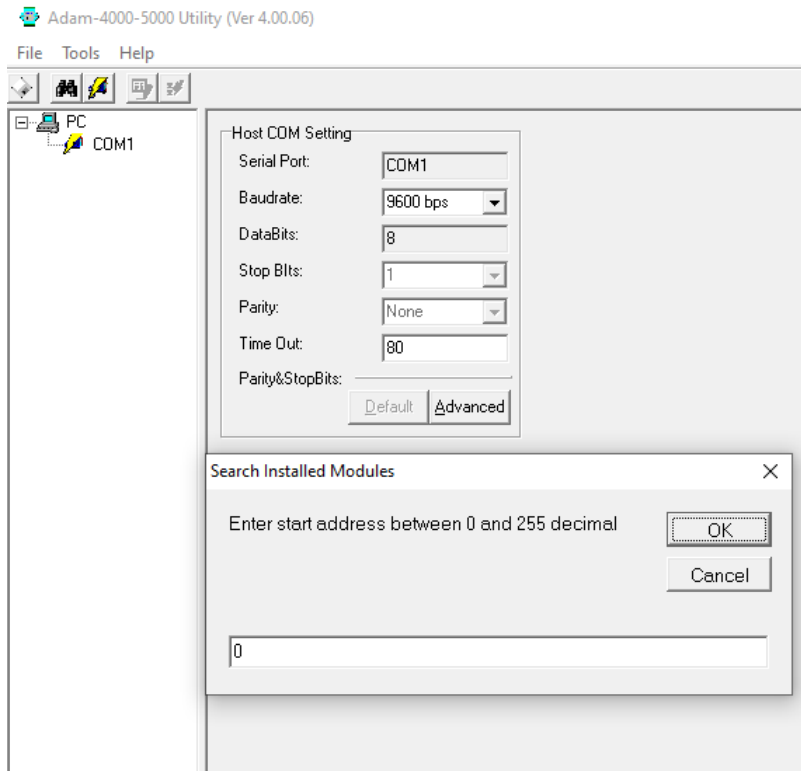 Adam-4000-5000 Utility (Ver 4.00.06)
File Tools Help
PC
COM1
Host COM Setting
Serial Port: COM1
Baudrate: 9600 bps
DataBits: 8
Stop BIts: 1
Parity: None
Time Out: 80
Parity&StopBits:
Default Advanced
Search Installed Modules
Enter start address between 0 and 255 decimal
OK
Cancel
0